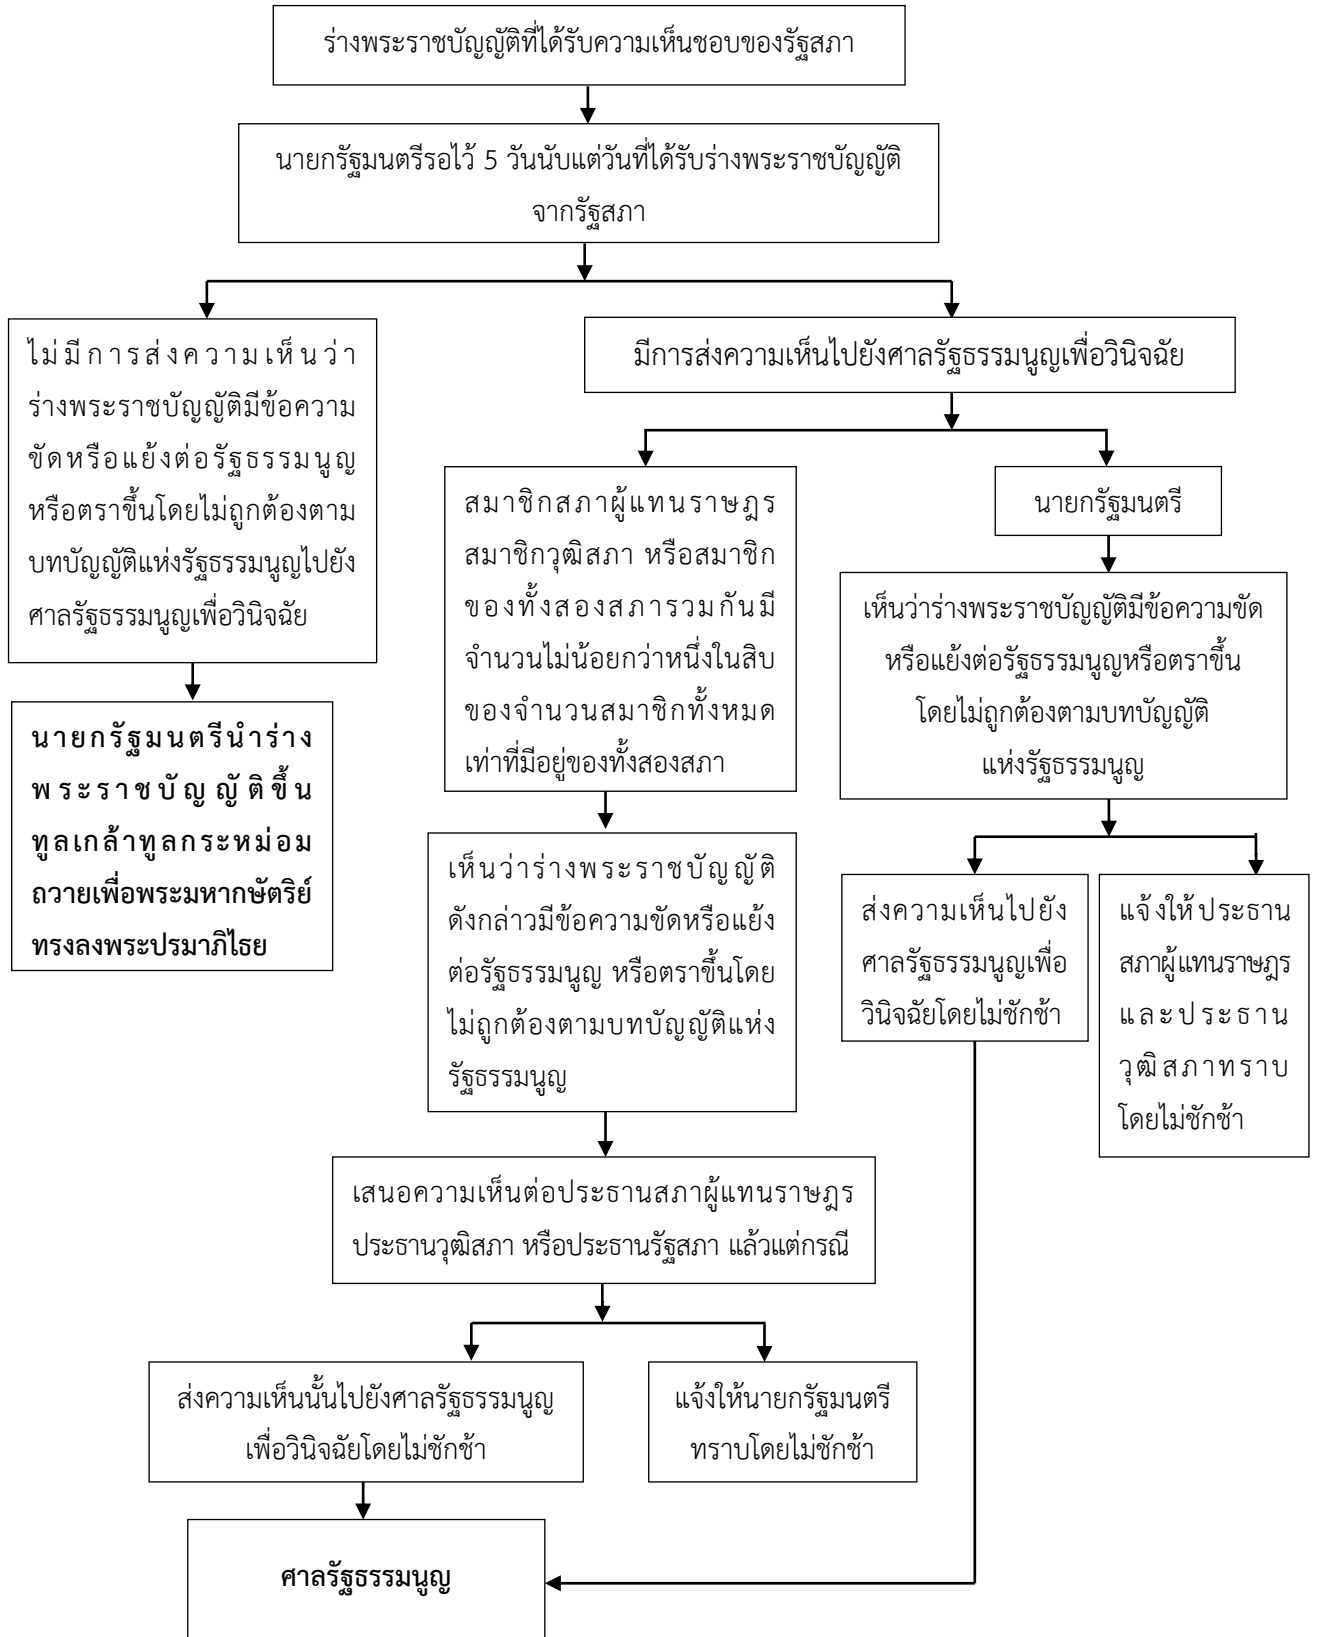 ร่างพระราชบัญญัติที่ได้รับความเห็นชอบของรัฐสภา
นายกรัฐมนตรีรอไว้ 5 วันนับแต่วันที่ได้รับร่างพระราชบัญญัติ
จากรัฐสภา
ไม่มีการส่งความเห็นว่า
ร่างพระราชบัญญัติมีข้อความ
ขัดหรือแย้งต่อรัฐธรรมนูญ
หรือตราขึ้นโดยไม่ถูกต้องตาม
บทบัญญัติแห่งรัฐธรรมนูญไปยัง
ศาลรัฐธรรมนูญเพื่อวินิจฉัย
นายกรัฐมนตรีนำร่าง
พระราชบัญญัติขึ้น
ทูลเกล้าทูลกระหม่อม
ถวายเพื่อพระมหากษัตริย์
ทรงลงพระปรมาภิไธย
มีการส่งความเห็นไปยังศาลรัฐธรรมนูญเพื่อวินิจฉัย
สมาชิกสภาผู้แทนราษฎร
สมาชิกวุฒิสภา หรือสมาชิก
ของทั้งสองสภารวมกันมี
จำนวนไม่น้อยกว่าหนึ่งในสิบ
ของจำนวนสมาชิกทั้งหมด
เท่าที่มีอยู่ของทั้งสองสภา
เห็นว่าร่างพระราชบัญญัติ
ดังกล่าวมีข้อความขัดหรือแย้ง
ต่อรัฐธรรมนูญ หรือตราขึ้นโดย
ไม่ถูกต้องตามบทบัญญัติแห่ง
รัฐธรรมนูญ
นายกรัฐมนตรี
เห็นว่าร่างพระราชบัญญัติมีข้อความขัด
หรือแย้งต่อรัฐธรรมนูญหรือตราขึ้น
โดยไม่ถูกต้องตามบทบัญญัติ
แห่งรัฐธรรมนูญ
ส่งความเห็นไปยัง
ศาลรัฐธรรมนูญเพื่อ
วินิจฉัยโดยไม่ชักช้า
แจ้งให้ประธาน
สภาผู้แทนราษฎร
และประธาน
วุฒิสภาทราบ
โดยไม่ชักช้า
เสนอความเห็นต่อประธานสภาผู้แทนราษฎร
ประธานวุฒิสภา หรือประธานรัฐสภา แล้วแต่กรณี
ส่งความเห็นนั้นไปยังศาลรัฐธรรมนูญ
เพื่อวินิจฉัยโดยไม่ชักช้า
แจ้งให้นายกรัฐมนตรี
ทราบโดยไม่ชักช้า
ศาลรัฐธรรมนูญ